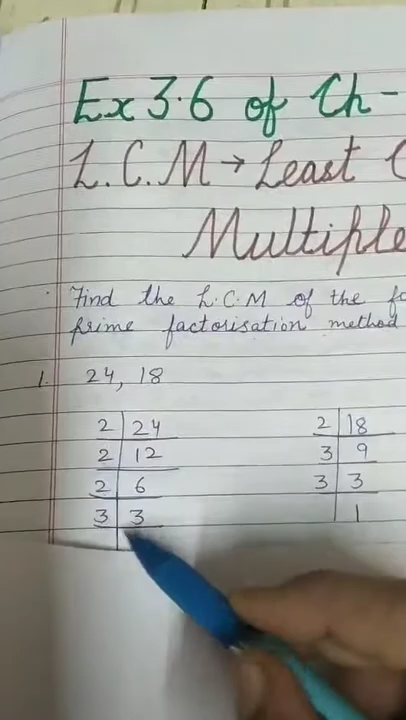 Ex 3.6 of Ch-
L.C.M → Least
Multiple
Find the L.C.M of the
prime factorisation method
1. 24, 18
2 24 2 18
2 12 3 9
2 6 3 3
3 3 1